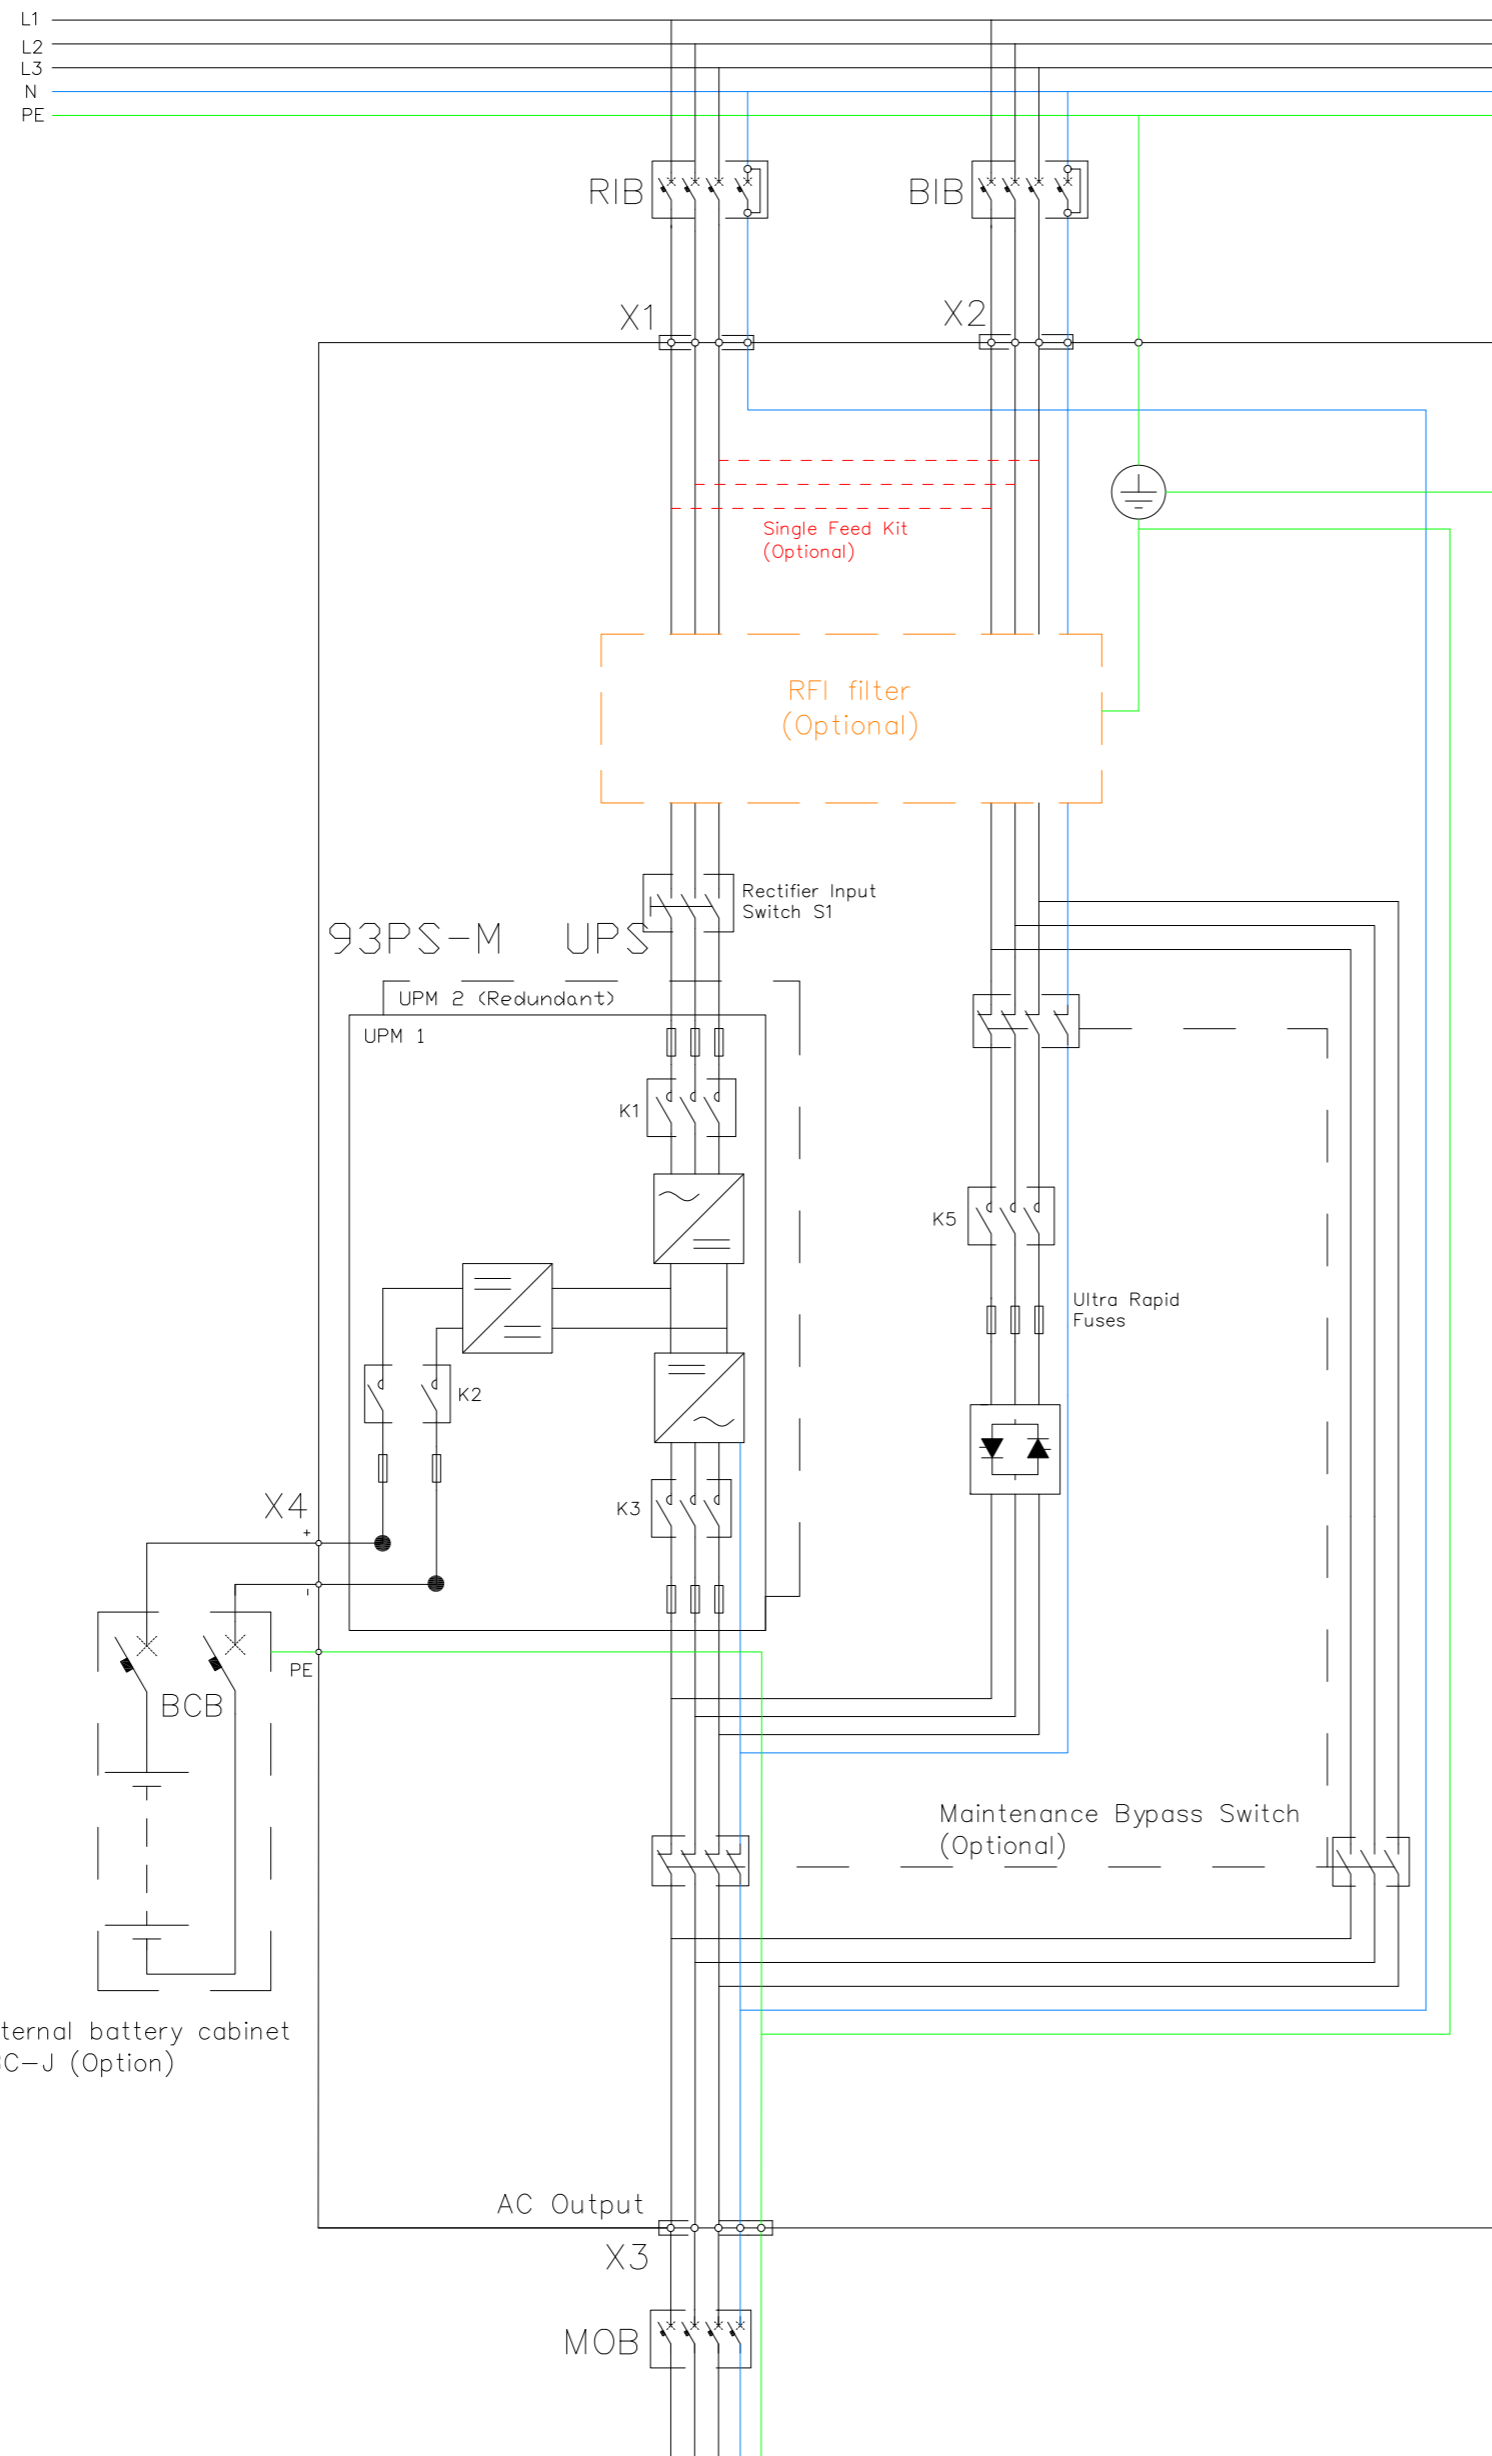 L1
L2
L3
N
PE
RIB
BIB
X1
X2
Single Feed Kit
(Optional)
RFI filter
(Optional)
Rectifier Input
Switch S1
93PS-M UPS
UPM 2 (Redundant)
UPM 1
K1
K5
Ultra Rapid
Fuses
K2
X4
+
K3
-
PE
BCB
Maintenance Bypass Switch
(Optional)
ternal battery cabinet
C-J (Option)
AC Output
X3
MOB